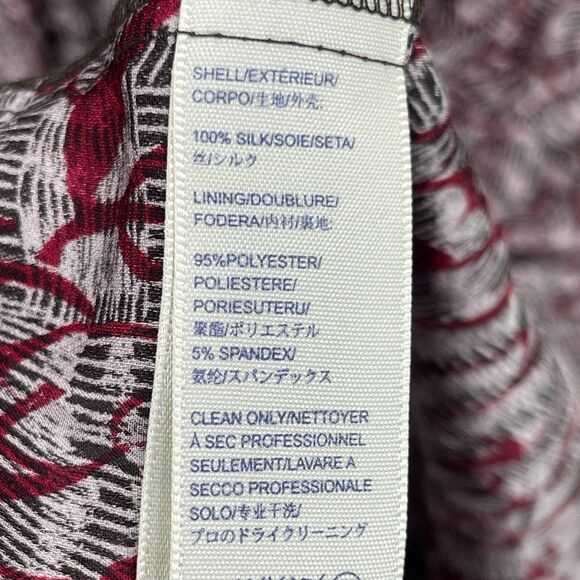 SHELL/EXTÉRIEUR/
CORPO/生地/外壳/
100% SILK/SOIE/SETA/
丝/シルク
LINING/DOUBLURE/
FODERA/内衬/裏地:
95%POLYESTER/
POLIESTERE/
PORIESUTERU/
聚酯/ポリエステル
5% SPANDEX/
氨纶/スパンデックス
CLEAN ONLY/NETTOYER
À SEC PROFESSIONNEL
SEULEMENT/LAVARE A
SECCO PROFESSIONALE
SOLO/专业干洗/
プロのドライクリーニング